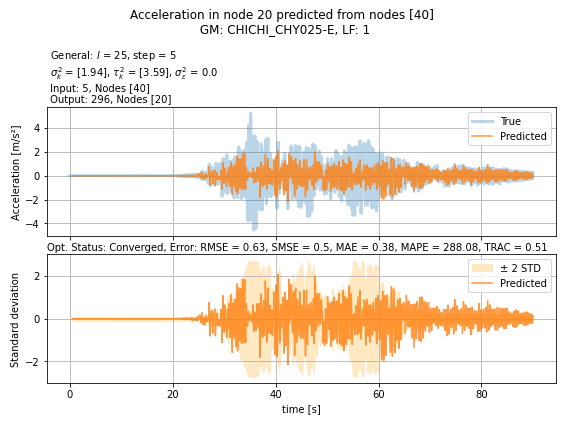 Acceleration in node 20 predicted from nodes [40]
GM: CHICHI_CHY025-E, LF: 1
General: l = 25, step = 5
σ²ₖ = [1.94], τ²ₖ = [3.59], σ²ε = 0.0
Input: 5, Nodes [40]
Output: 296, Nodes [20]
Acceleration [m/s²]
4
2
0
−2
−4
True
Predicted
Opt. Status: Converged, Error: RMSE = 0.63, SMSE = 0.5, MAE = 0.38, MAPE = 288.08, TRAC = 0.51
Standard deviation
2
0
−2
± 2 STD
Predicted
0 20 40 60 80
time [s]